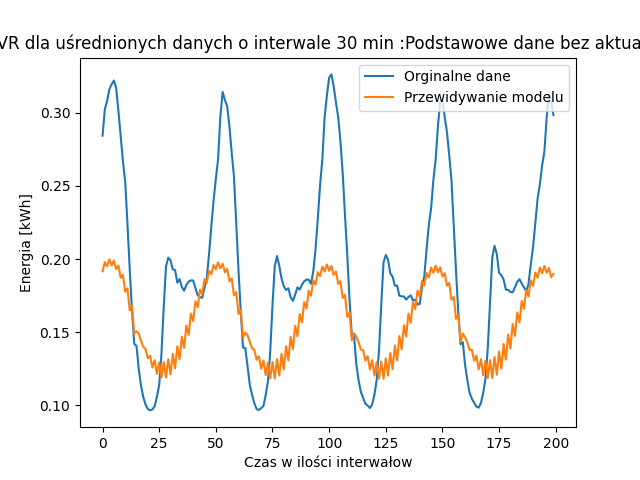 VR dla uśrednionych danych o interwale 30 min :Podstawowe dane bez aktua
Orginalne dane
Przewidywanie modelu
0.30
0.25
0.20
0.15
0.10
Energia [kWh]
0 25 50 75 100 125 150 175 200
Czas w ilości interwałow